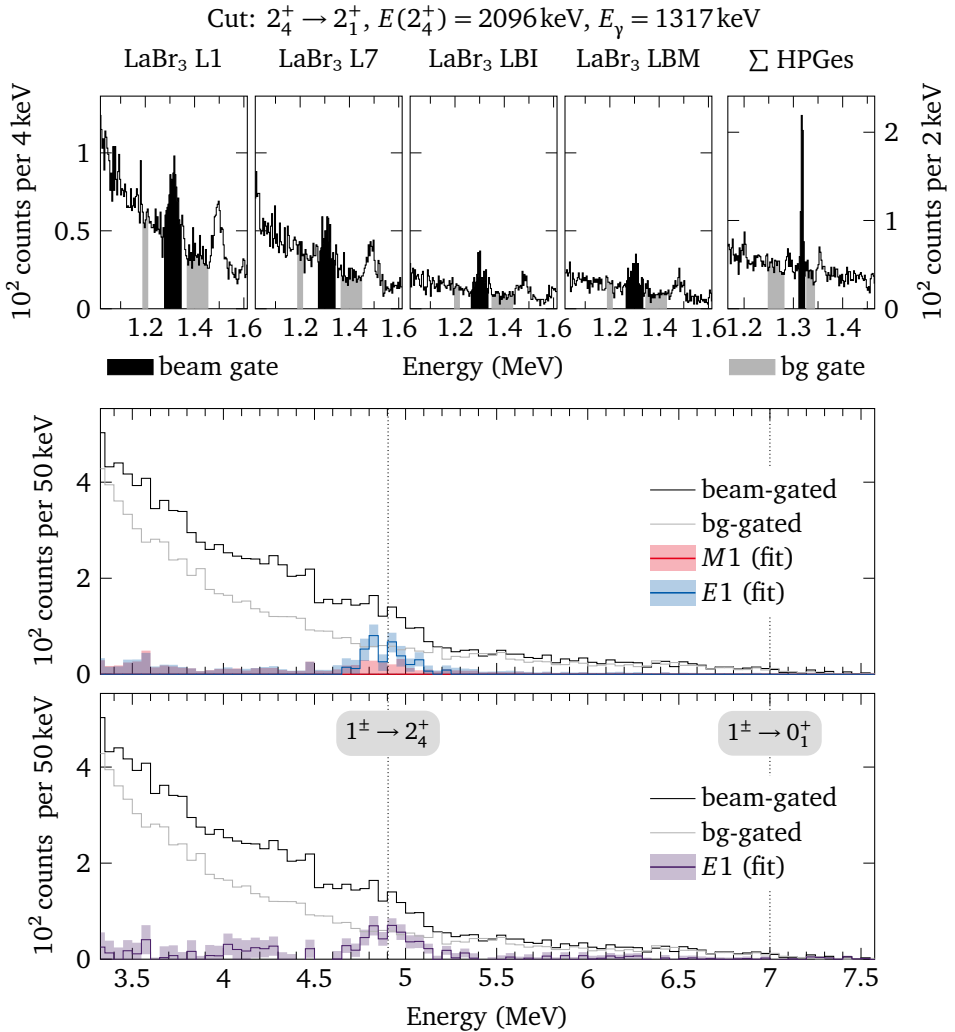 Cut: 2₄⁺ → 2₁⁺, E(2₄⁺) = 2096 keV, Eᵧ = 1317 keV
LaBr₃ L1 LaBr₃ L7 LaBr₃ LBI LaBr₃ LBM ∑ HPGes
10² counts per 4 keV
1
0.5
0
2
1
0
10² counts per 2 keV
1.2 1.4 1.6 1.2 1.4 1.6 1.2 1.4 1.6 1.2 1.4 1.6 1.2 1.3 1.4
beam gate Energy (MeV) bg gate
10² counts per 50 keV
4
2
0
beam-gated
bg-gated
M1 (fit)
E1 (fit)
10² counts per 50 keV
4
2
0
1± → 2₄⁺ 1± → 0₁⁺
beam-gated
bg-gated
E1 (fit)
3.5 4 4.5 5 5.5 6 6.5 7 7.5
Energy (MeV)